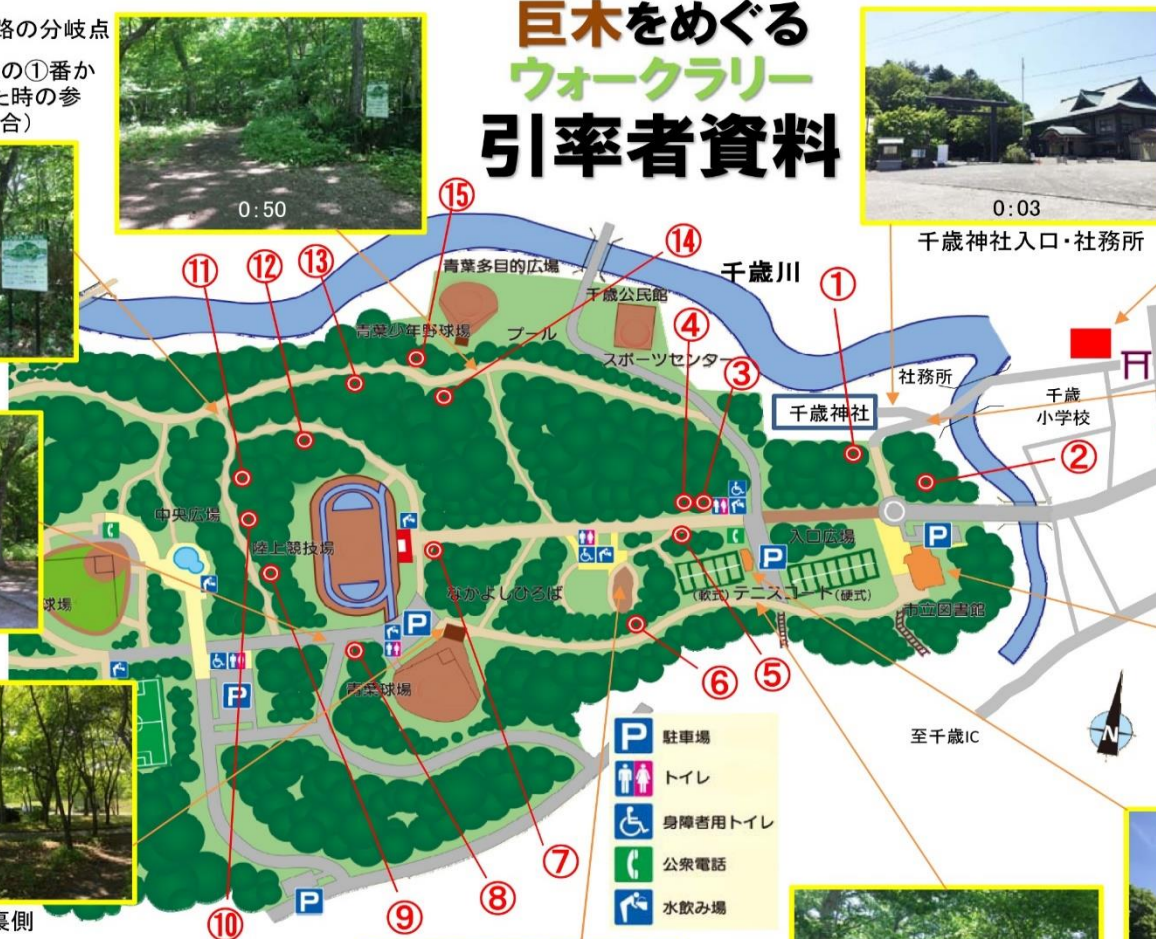 路の分岐点
の①番か
た時の参
合)
0:50
巨木をめぐる
ウォークラリー
引率者資料
0:03
千歳神社入口・社務所
⑮
⑭
⑪
⑫
⑬
①
④
③
②
千歳川
青葉多目的広場
千歳公民館
青葉少年野球場
プール
スポーツセンター
社務所
千歳神社
千歳
小学校
中央広場
陸上競技場
球場
なかよしひろば
入口広場
(軟式)テニスコート(硬式)
市立図書館
青葉球場
P
P
P
P
P
⑥
⑤
至千歳IC
N
P 駐車場
トイレ
身障者用トイレ
公衆電話
水飲み場
⑦
⑧
⑨
⑩
裏側